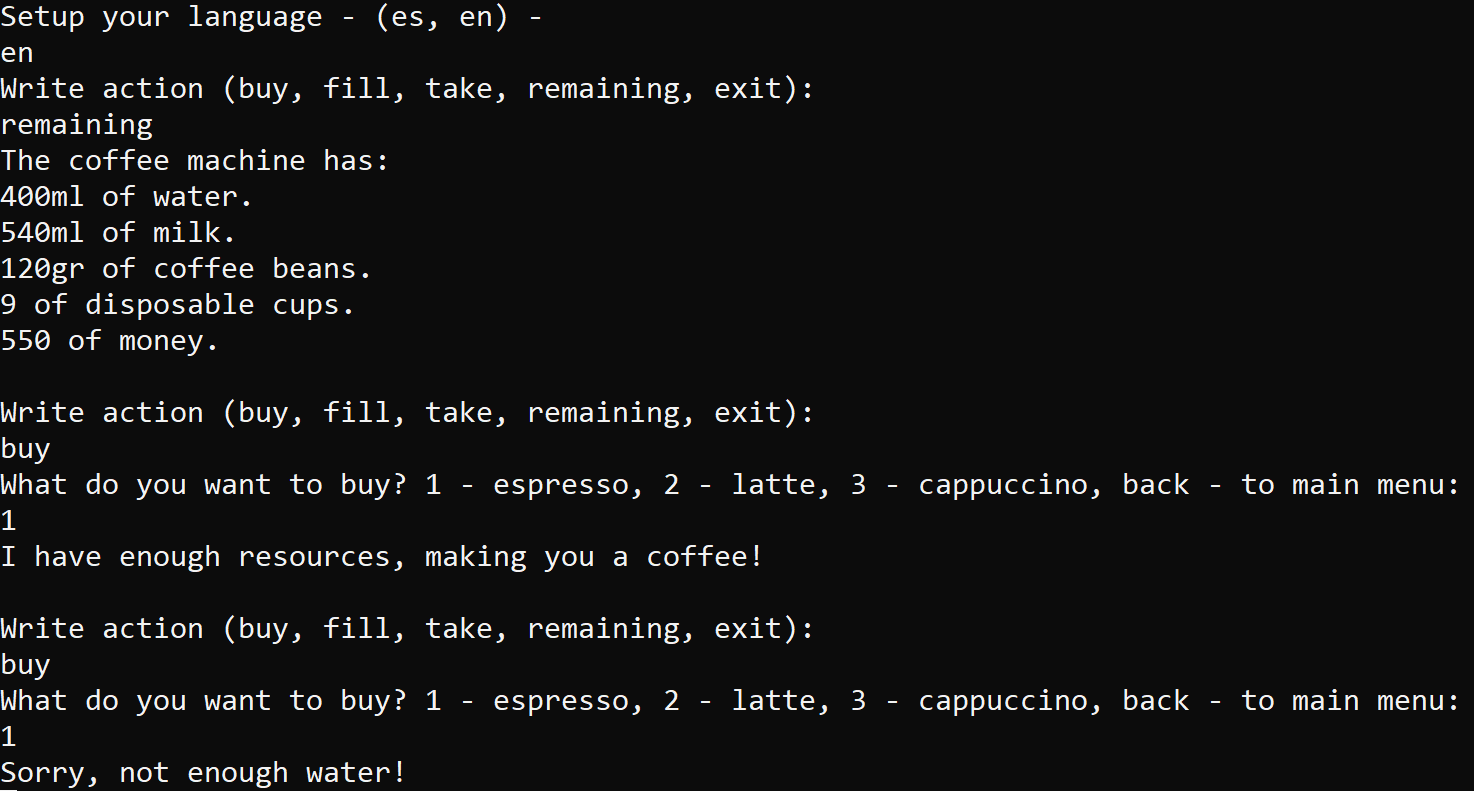 Setup your language - (es, en) -
en
Write action (buy, fill, take, remaining, exit):
remaining
The coffee machine has:
400ml of water.
540ml of milk.
120gr of coffee beans.
9 of disposable cups.
550 of money.
Write action (buy, fill, take, remaining, exit):
buy
What do you want to buy? 1 - espresso, 2 - latte, 3 - cappuccino, back - to main menu:
1
I have enough resources, making you a coffee!
Write action (buy, fill, take, remaining, exit):
buy
What do you want to buy? 1 - espresso, 2 - latte, 3 - cappuccino, back - to main menu:
1
Sorry, not enough water!